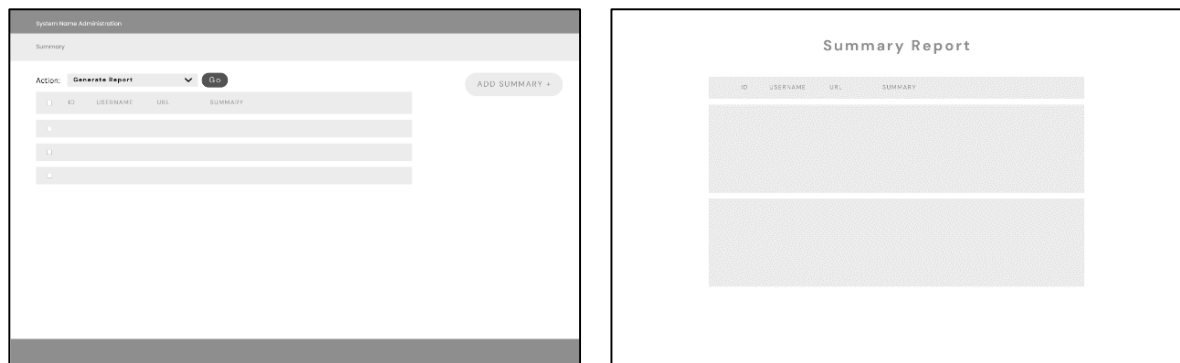 System Name Administration
Summary
Action: Generate Report Go
ADD SUMMARY +
ID USERNAME URL SUMMARY
Summary Report
ID USERNAME URL SUMMARY